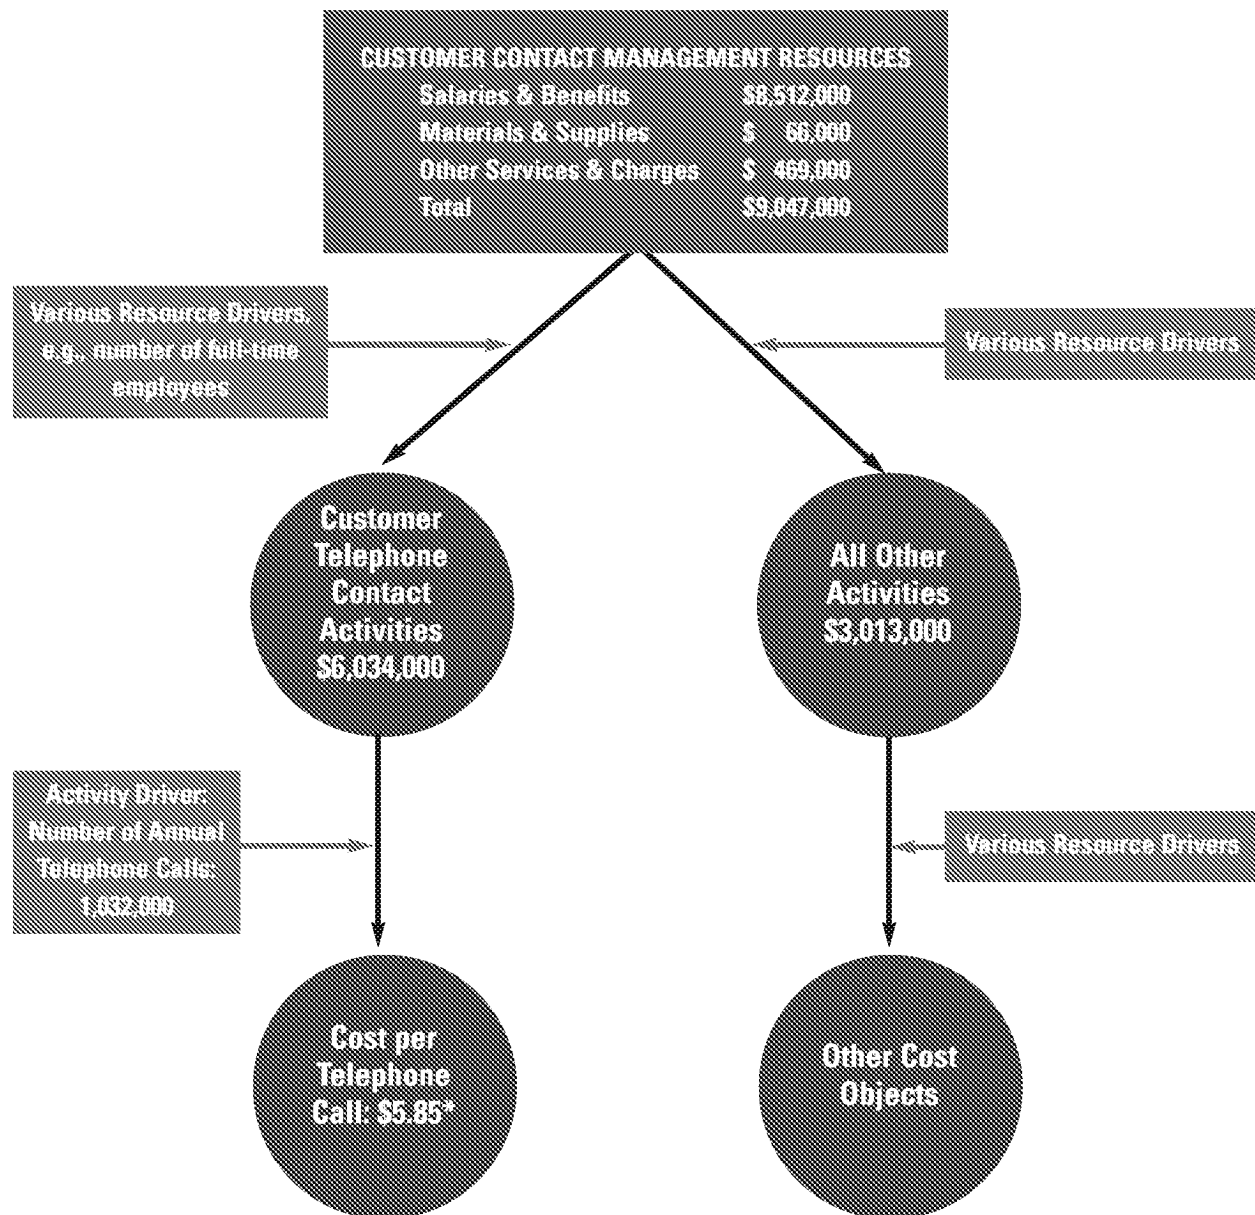 CUSTOMER CONTACT MANAGEMENT RESOURCES
Salaries & Benefits $8,512,000
Materials & Supplies $ 66,000
Other Services & Charges $ 469,000
Total $9,047,000
Various Resource Drivers,
e.g., number of full-time
employees
Various Resource Drivers
Customer
Telephone
Contact
Activities
$6,034,000
All Other
Activities
$3,013,000
Activity Driver:
Number of Annual
Telephone Calls:
1,032,000
Various Resource Drivers
Cost per
Telephone
Call: $5.85*
Other Cost
Objects